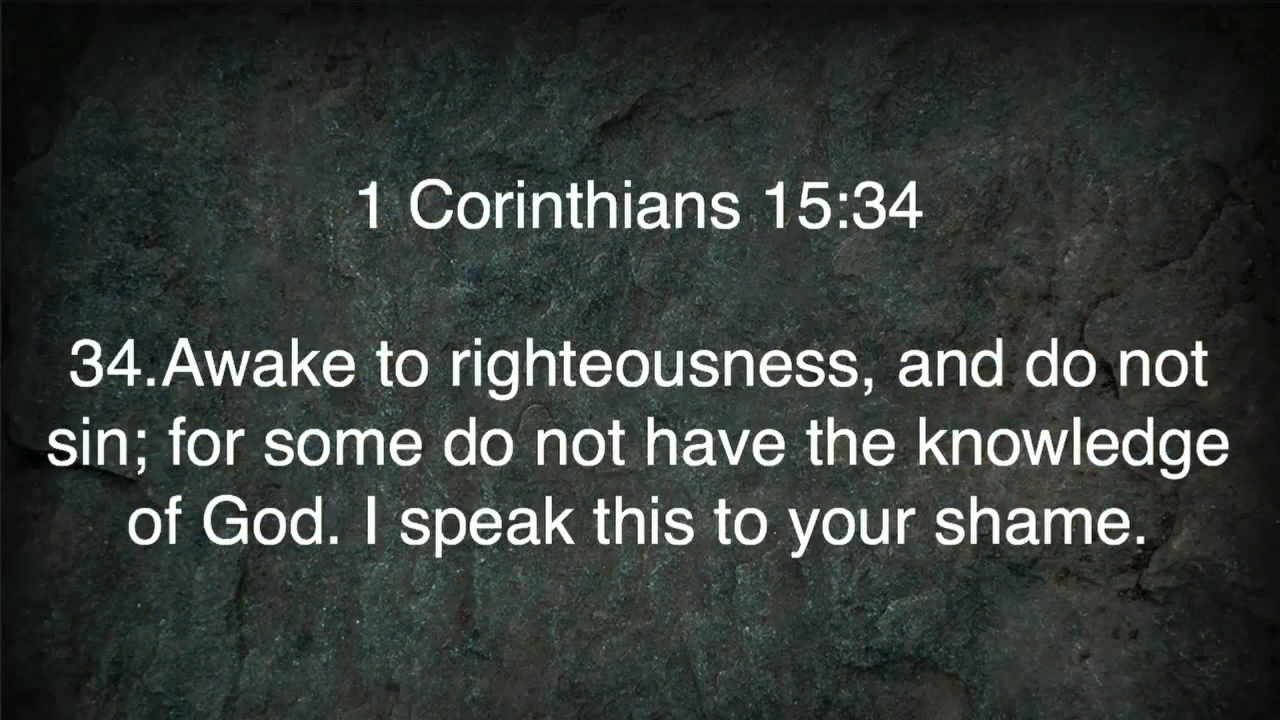 1 Corinthians 15:34
34.Awake to righteousness, and do not
sin; for some do not have the knowledge
of God. I speak this to your shame.